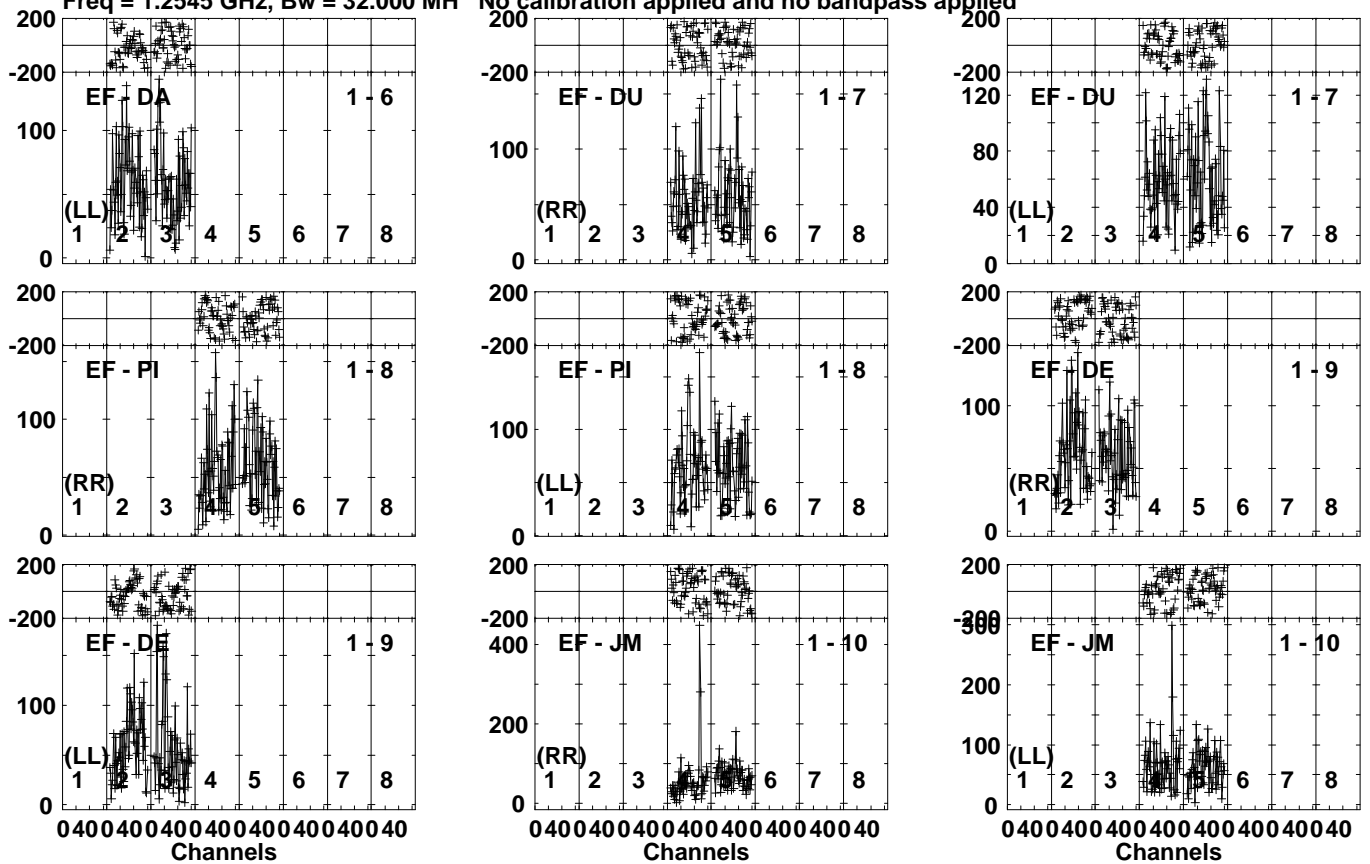 Freq = 1.2545 GHz, Bw = 32.000 MH No calibration applied and no bandpass applied
200
-200
EF - DA 1 - 6
100
(LL)
1 2 3 4 5 6 7 8
0
200
-200
EF - DU 1 - 7
100
(RR)
1 2 3 4 5 6 7 8
0
200
-200
120
EF - DU 1 - 7
80
40
(LL)
1 2 3 4 5 6 7 8
0
200
-200
EF - PI 1 - 8
100
(RR)
1 2 3 4 5 6 7 8
0
200
-200
EF - PI 1 - 8
100
(LL)
1 2 3 4 5 6 7 8
0
200
-200
EF - DE 1 - 9
100
(RR)
1 2 3 4 5 6 7 8
0
200
-200
EF - DE 1 - 9
100
(LL)
1 2 3 4 5 6 7 8
0
0 40 0 40 0 40 0 40 0 40 0 40 0 40 0 40
Channels
200
-200
EF - JM 1 - 10
400
200
(RR)
1 2 3 4 5 6 7 8
0
0 40 0 40 0 40 0 40 0 40 0 40 0 40 0 40
Channels
200
-200
300
EF - JM 1 - 10
200
100
(LL)
1 2 3 4 5 6 7 8
0
0 40 0 40 0 40 0 40 0 40 0 40 0 40 0 40
Channels